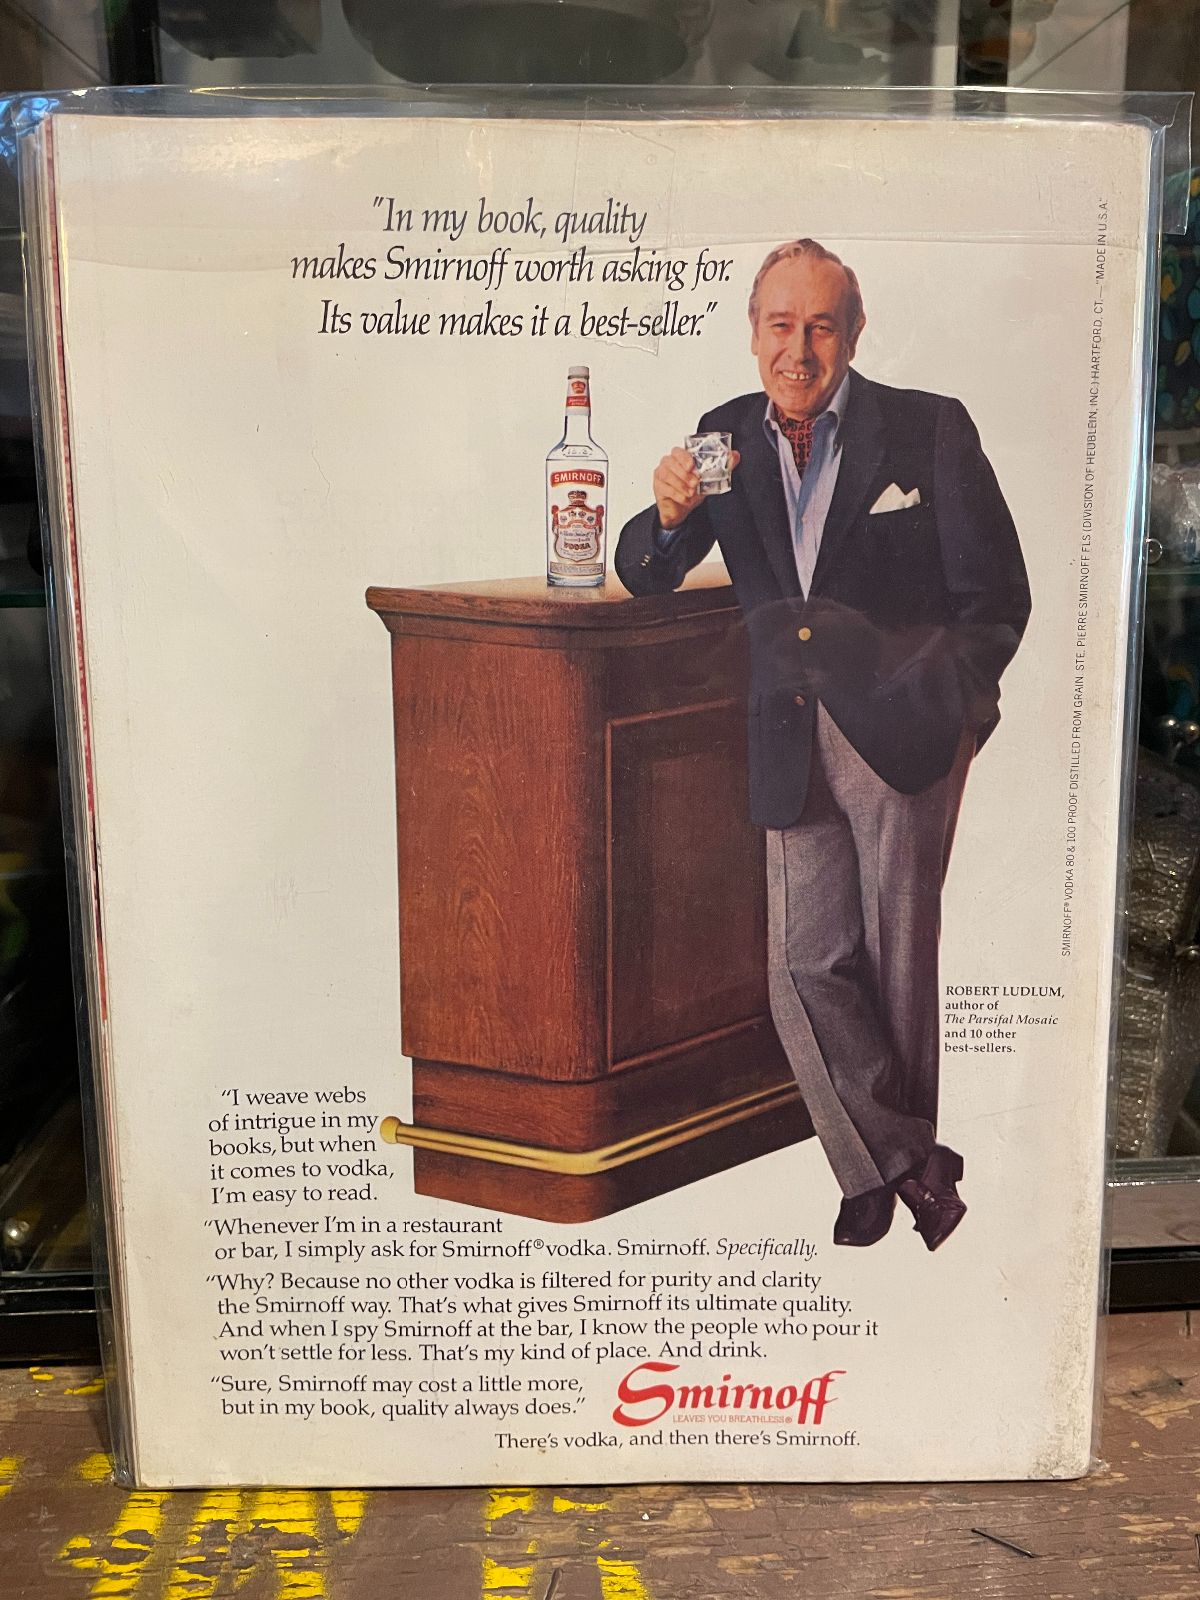 "In my book, quality
makes Smirnoff worth asking for.
Its value makes it a best-seller."
SMIRNOFF
VODKA
SMIRNOFF® VODKA 80 & 100 PROOF DISTILLED FROM GRAIN. STE. PIERRE SMIRNOFF FLS (DIVISION OF HEUBLEIN, INC.) HARTFORD, CT. — "MADE IN U.S.A."
ROBERT LUDLUM,
author of
The Parsifal Mosaic
and 10 other
best-sellers.
"I weave webs
of intrigue in my
books, but when
it comes to vodka,
I'm easy to read.
"Whenever I'm in a restaurant
or bar, I simply ask for Smirnoff® vodka. Smirnoff. Specifically.
"Why? Because no other vodka is filtered for purity and clarity
the Smirnoff way. That's what gives Smirnoff its ultimate quality.
And when I spy Smirnoff at the bar, I know the people who pour it
won't settle for less. That's my kind of place. And drink.
"Sure, Smirnoff may cost a little more,
but in my book, quality always does."
Smirnoff
LEAVES YOU BREATHLESS®
There's vodka, and then there's Smirnoff.